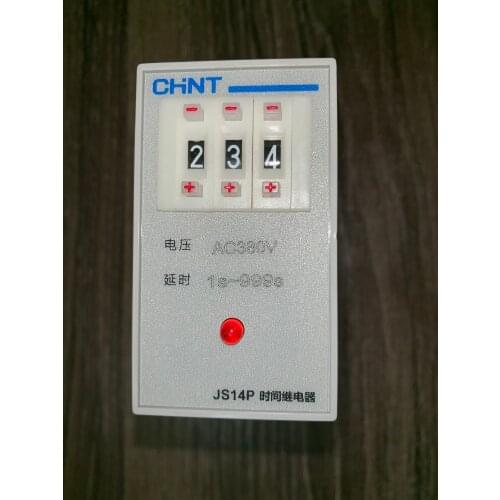 CHNT
- - -
2 3 4
+ + +
电压 AC380V
延时 1s-999s
JS14P 时间继电器